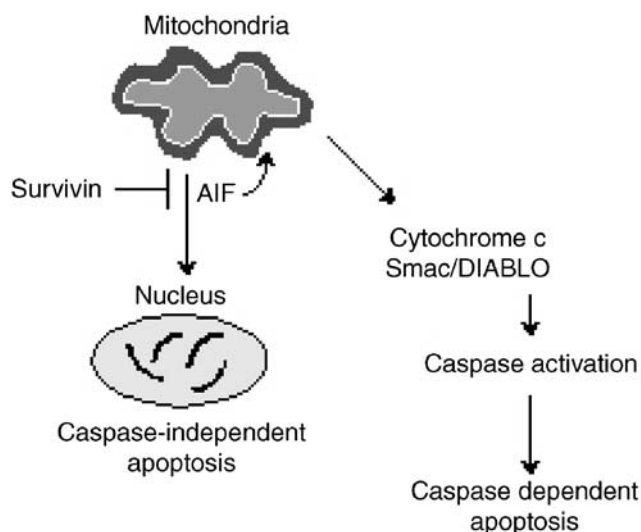 Mitochondria
Survivin
AIF
Nucleus
Caspase-independent
apoptosis
Cytochrome c
Smac/DIABLO
Caspase activation
Caspase dependent
apoptosis